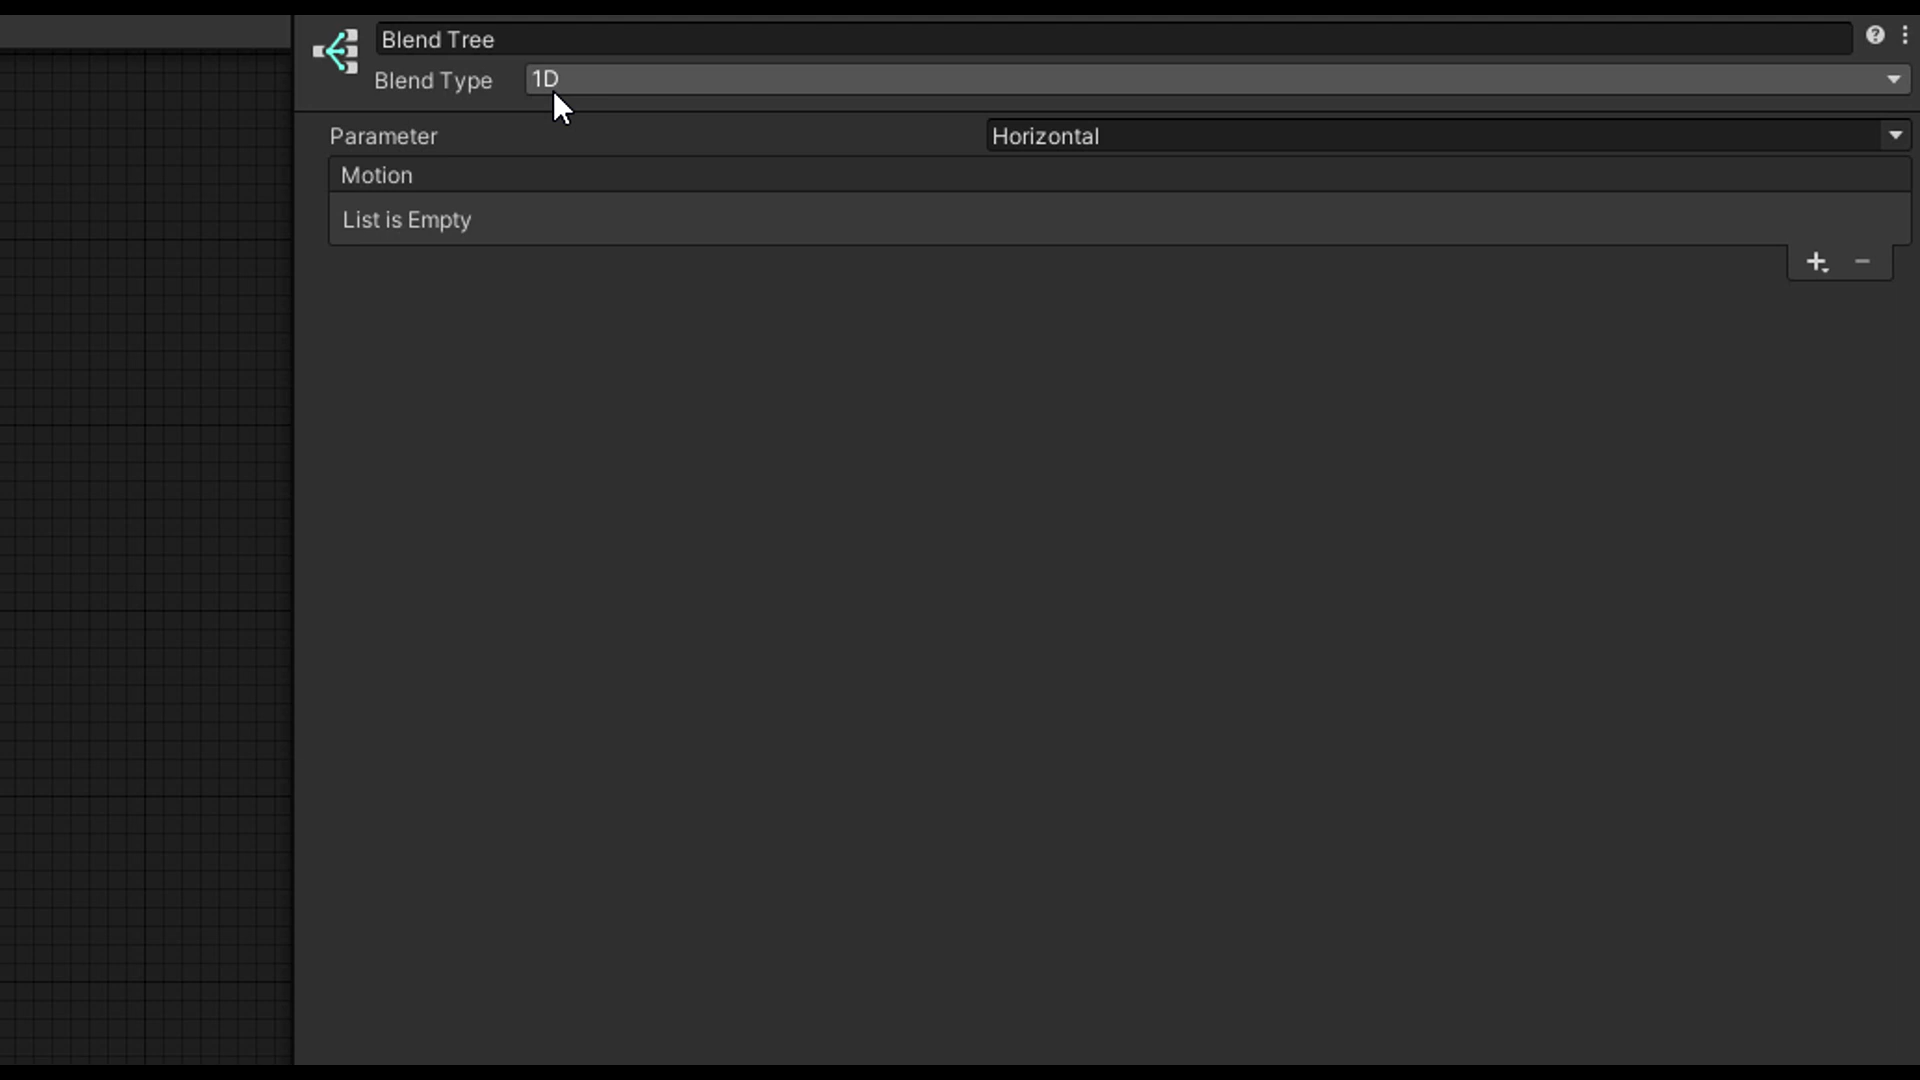 Blend Tree
Blend Type 1D
Parameter Horizontal
Motion
List is Empty